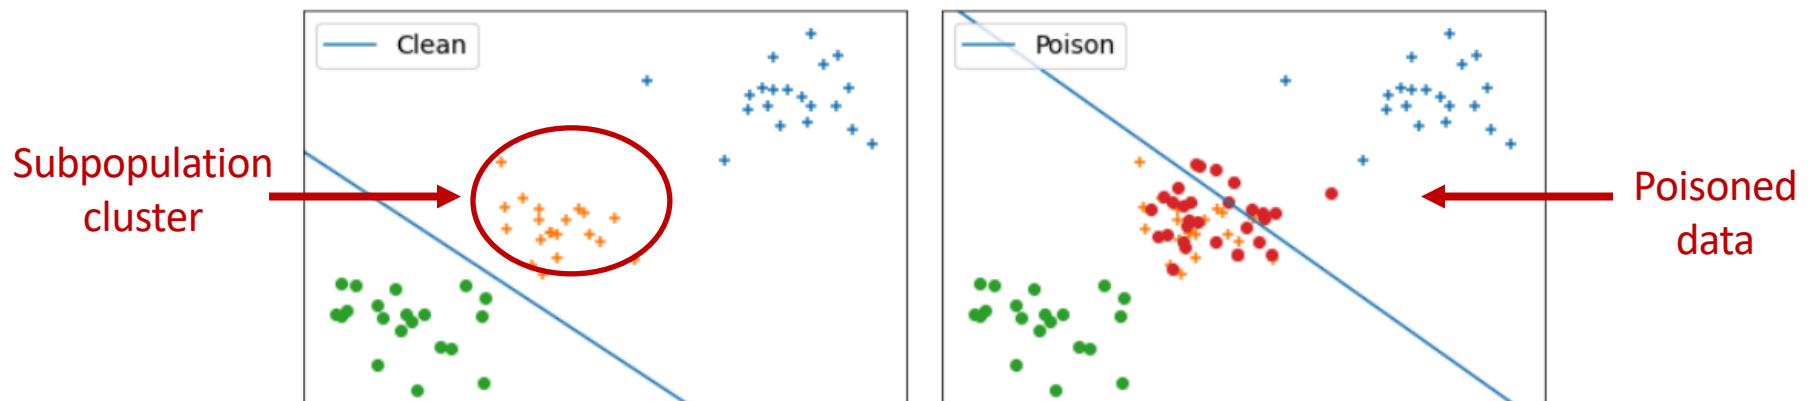 Clean
Poison
Subpopulation
cluster
Poisoned
data